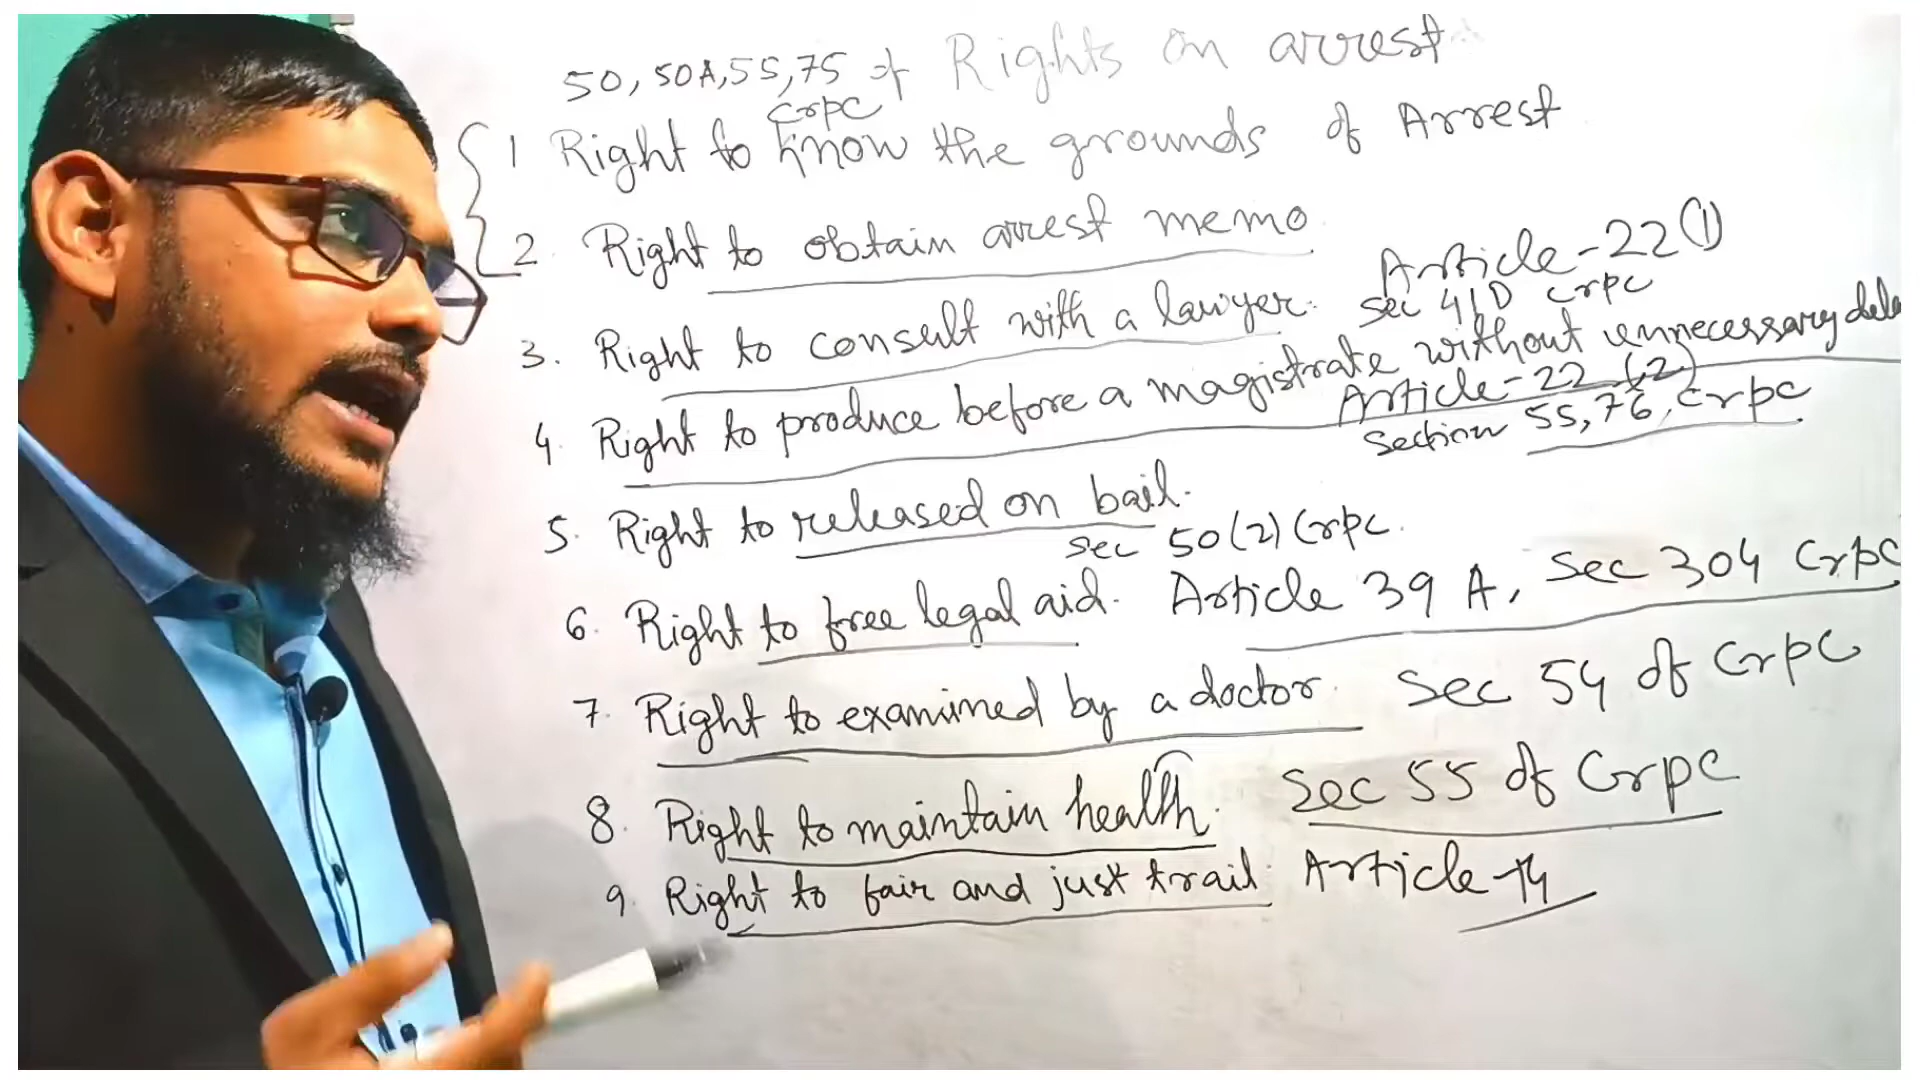 Rights on arrest
50, 50A, 55, 75 of
Crpc
1 Right to know the grounds of Arrest
2. Right to obtain arrest memo
Article-22(1)
3. Right to consult with a lawyer. Sec 41D Crpc
4. Right to produce before a magistrate without unnecessary dela
Article-22 (2)
Section 55, 76, Crpc
5. Right to released on bail.
Sec 50(2) Crpc.
6. Right to free legal aid. Article 39 A, Sec 304 Crpc
7. Right to examined by a doctor. Sec 54 of Crpc
8. Right to maintain health. Sec 55 of Crpc
9. Right to fair and just trail. Article-14